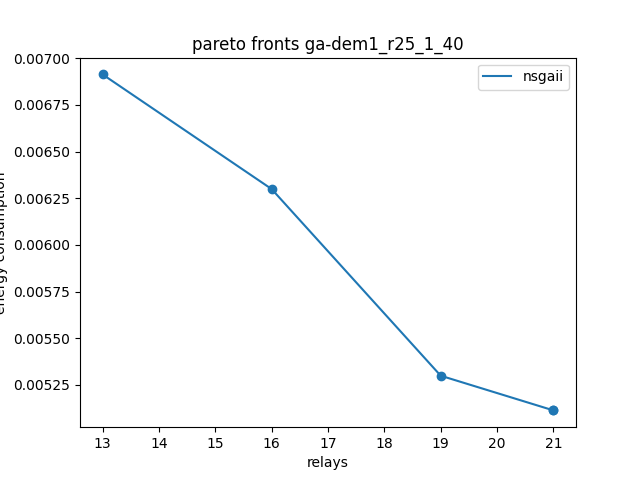 pareto fronts ga-dem1_r25_1_40
nsgaii
0.00700
0.00675
0.00650
0.00625
0.00600
0.00575
0.00550
0.00525
energy consumption
13 14 15 16 17 18 19 20 21
relays